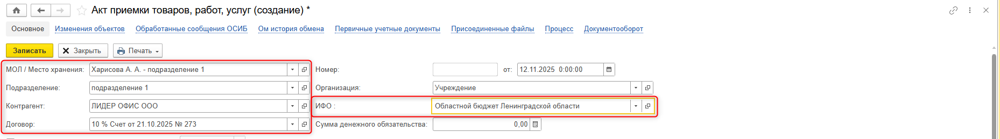 Акт приемки товаров, работ, услуг (создание) *
Основное Изменения объектов Обработанные сообщения ОСИБ Ом история обмена Первичные учетные документы Присоединенные файлы Процесс Документооборот
Записать Закрыть Печать
МОЛ / Место хранения: Харисова А. А. - подразделение 1 Номер: от: 12.11.2025 0:00:00
Подразделение: подразделение 1 Организация: Учреждение
Контрагент: ЛИДЕР ОФИС ООО ИФО : Областной бюджет Ленинградской области
Договор: 10 % Счет от 21.10.2025 № 273 Сумма денежного обязательства: 0,00